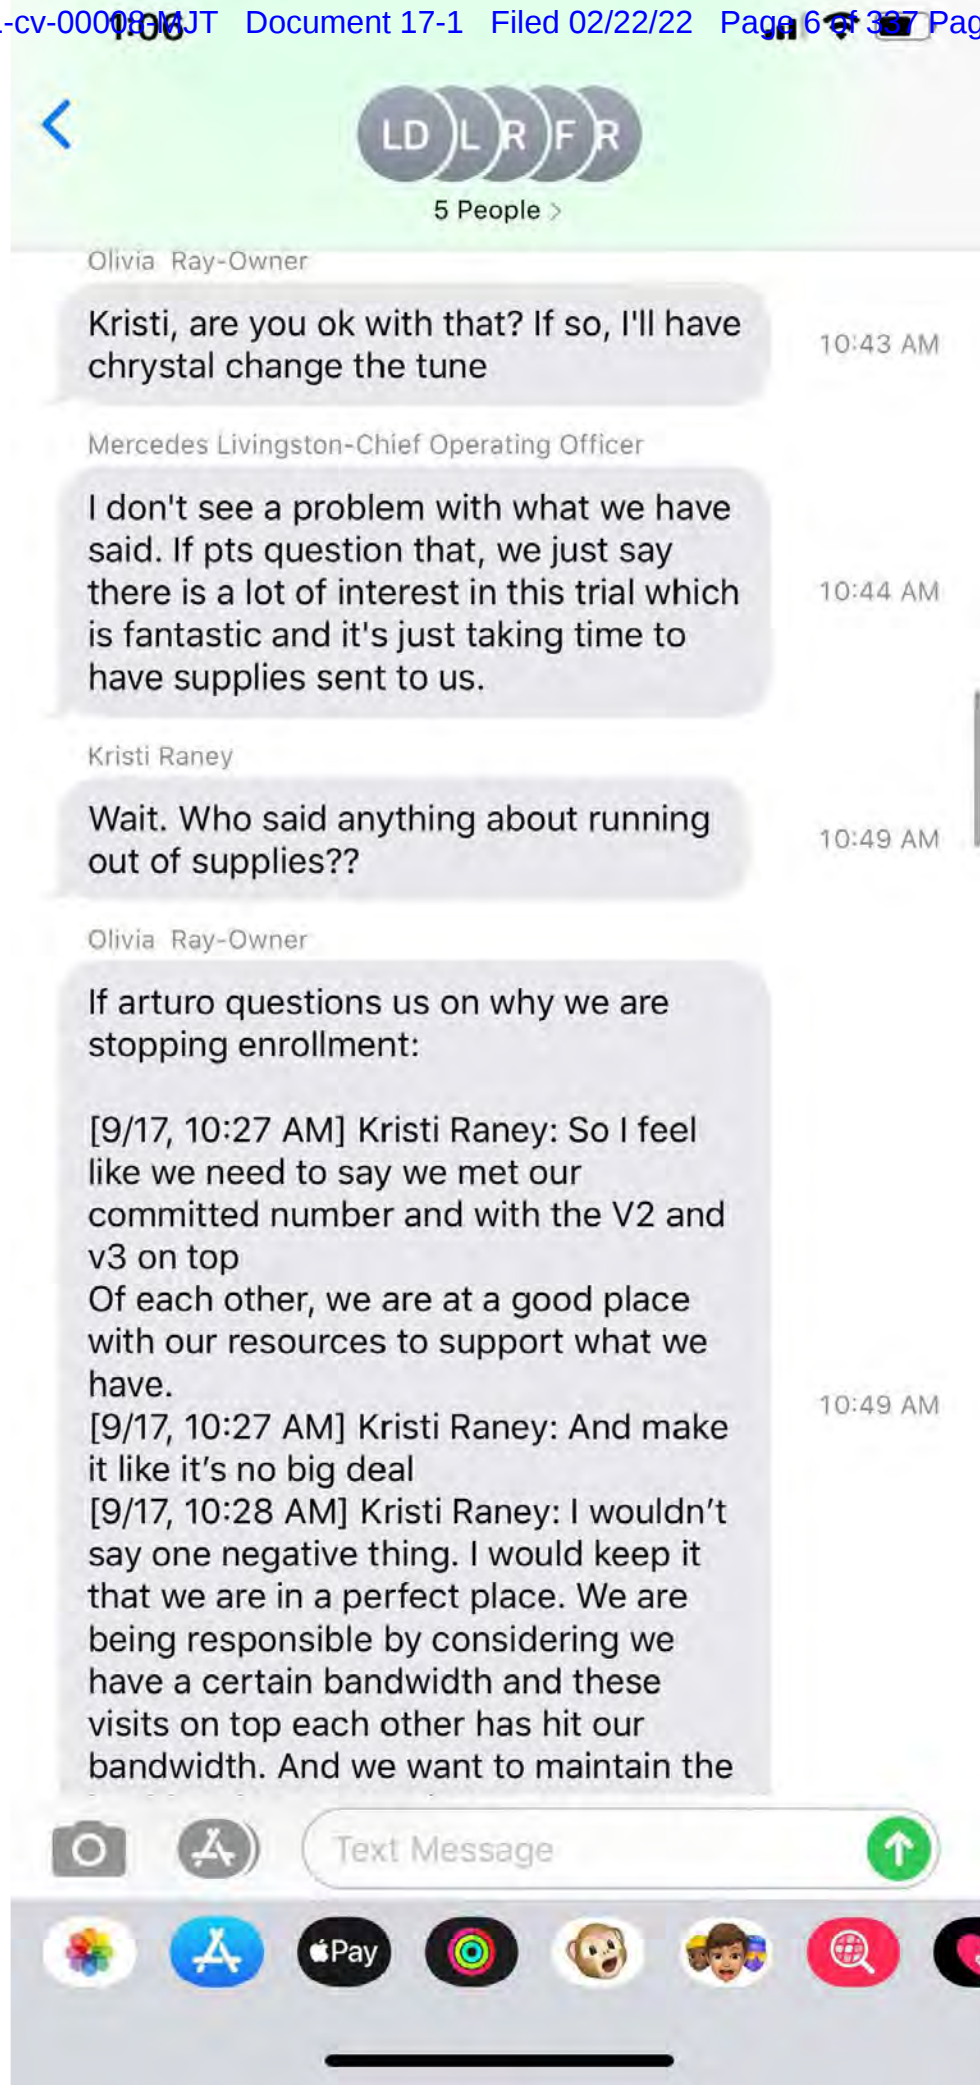 -cv-00008-MJT Document 17-1 Filed 02/22/22 Page 6 of 337 Pag
1:06
LD L R F R
5 People >
Olivia Ray-Owner
Kristi, are you ok with that? If so, I'll have
chrystal change the tune
10:43 AM
Mercedes Livingston-Chief Operating Officer
I don't see a problem with what we have
said. If pts question that, we just say
there is a lot of interest in this trial which
is fantastic and it's just taking time to
have supplies sent to us.
10:44 AM
Kristi Raney
Wait. Who said anything about running
out of supplies??
10:49 AM
Olivia Ray-Owner
If arturo questions us on why we are
stopping enrollment:
[9/17, 10:27 AM] Kristi Raney: So I feel
like we need to say we met our
committed number and with the V2 and
v3 on top
Of each other, we are at a good place
with our resources to support what we
have.
[9/17, 10:27 AM] Kristi Raney: And make
it like it’s no big deal
[9/17, 10:28 AM] Kristi Raney: I wouldn’t
say one negative thing. I would keep it
that we are in a perfect place. We are
being responsible by considering we
have a certain bandwidth and these
visits on top each other has hit our
bandwidth. And we want to maintain the
10:49 AM
Text Message
Pay